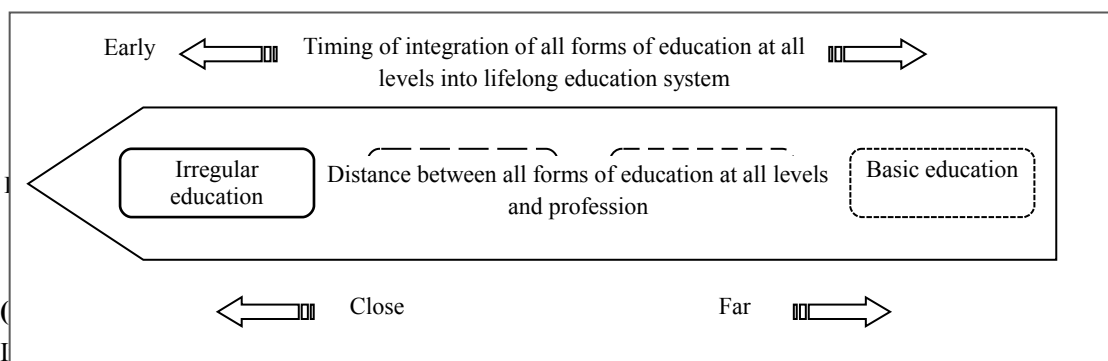 Early
Timing of integration of all forms of education at all
levels into lifelong education system
Irregular
education
Distance between all forms of education at all levels
and profession
Basic education
Close
Far